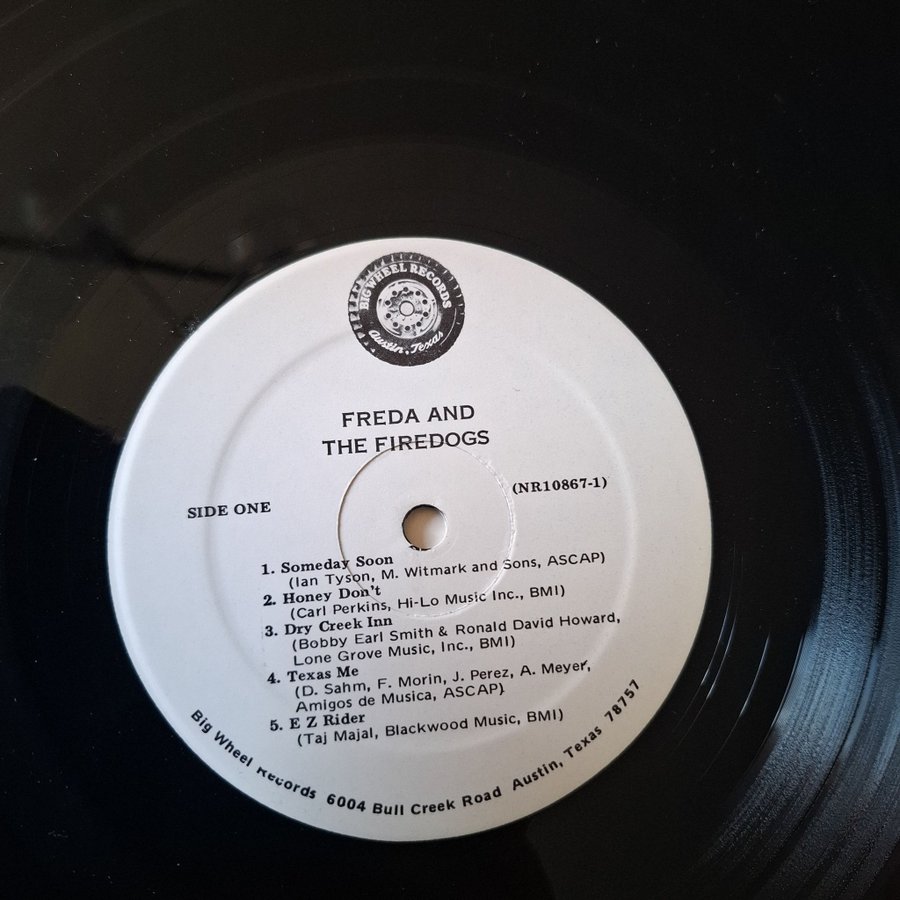 BIG WHEEL RECORDS
Austin, Texas
FREDA AND
THE FIREDOGS
SIDE ONE
(NR10867-1)
1. Someday Soon
(Ian Tyson, M. Witmark and Sons, ASCAP)
2. Honey Don't
(Carl Perkins, Hi-Lo Music Inc., BMI)
3. Dry Creek Inn
(Bobby Earl Smith & Ronald David Howard,
Lone Grove Music, Inc., BMI)
4. Texas Me
(D. Sahm, F. Morin, J. Perez, A. Meyer,
Amigos de Musica, ASCAP)
5. E Z Rider
(Taj Majal, Blackwood Music, BMI)
Big Wheel Records 6004 Bull Creek Road Austin, Texas 78757